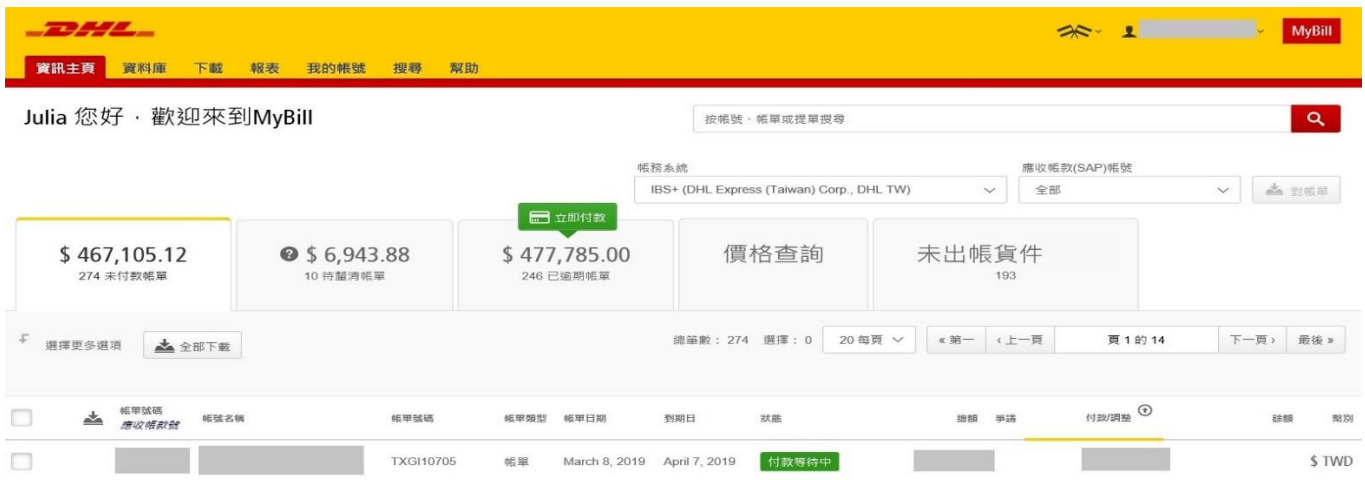 DHL
MyBill
資訊主頁 資料庫 下載 報表 我的帳號 搜尋 幫助
Julia 您好，歡迎來到MyBill
按帳號、帳單或提單搜尋
帳務系統 應收帳款(SAP)帳號
IBS+ (DHL Express (Taiwan) Corp., DHL TW) 全部 對帳單
立即付款
$ 467,105.12 $ 6,943.88 $ 477,785.00 價格查詢 未出帳貨件
274 未付款帳單 10 待釐清帳單 246 已逾期帳單 193
選擇更多選項 全部下載 總筆數：274 選擇：0 20 每頁 « 第一 ‹ 上一頁 頁 1 的 14 下一頁 › 最後 »
帳單號碼
應收帳款號 帳號名稱 帳單號碼 帳單類型 帳單日期 到期日 狀態 總額 爭議 付款/調整 餘額 幣別
TXGI10705 帳單 March 8, 2019 April 7, 2019 付款等待中 $ TWD